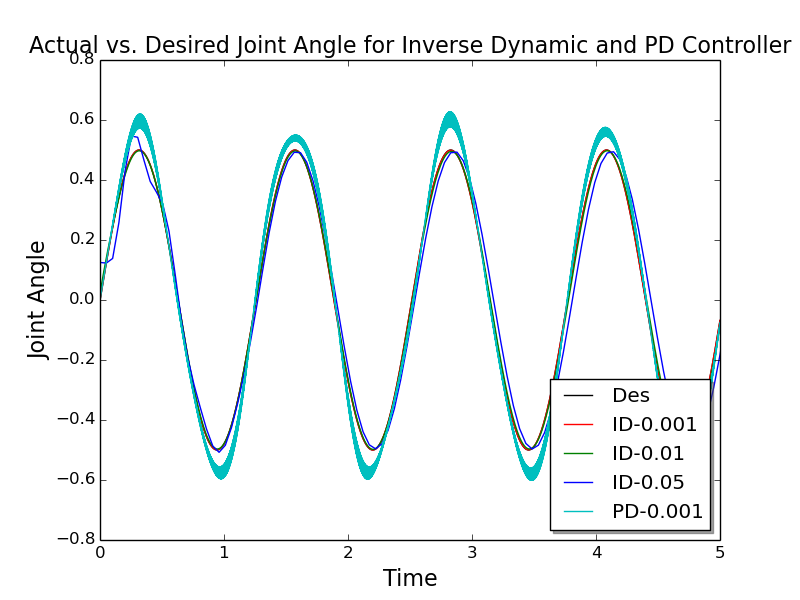 Actual vs. Desired Joint Angle for Inverse Dynamic and PD Controller
0.8
0.6
0.4
0.2
0.0
−0.2
−0.4
−0.6
−0.8
Joint Angle
0 1 2 3 4 5
Time
Des
ID-0.001
ID-0.01
ID-0.05
PD-0.001